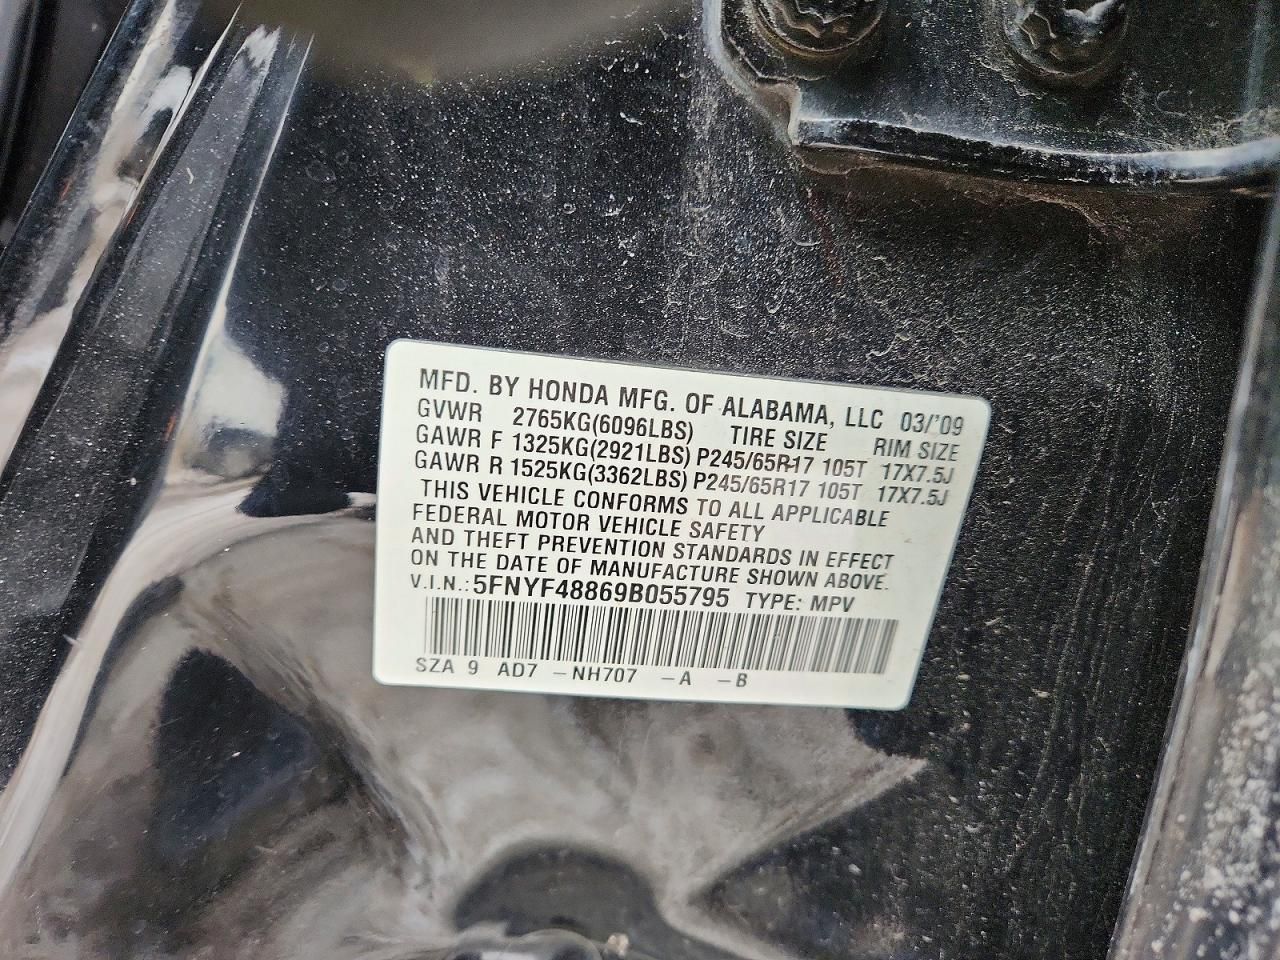 MFD. BY HONDA MFG. OF ALABAMA, LLC 03/'09
GVWR 2765KG(6096LBS) TIRE SIZE RIM SIZE
GAWR F 1325KG(2921LBS) P245/65R17 105T 17X7.5J
GAWR R 1525KG(3362LBS) P245/65R17 105T 17X7.5J
THIS VEHICLE CONFORMS TO ALL APPLICABLE
FEDERAL MOTOR VEHICLE SAFETY
AND THEFT PREVENTION STANDARDS IN EFFECT
ON THE DATE OF MANUFACTURE SHOWN ABOVE.
V.I.N.: 5FNYF48869B055795 TYPE: MPV
SZA 9 AD7 -NH707 -A -B